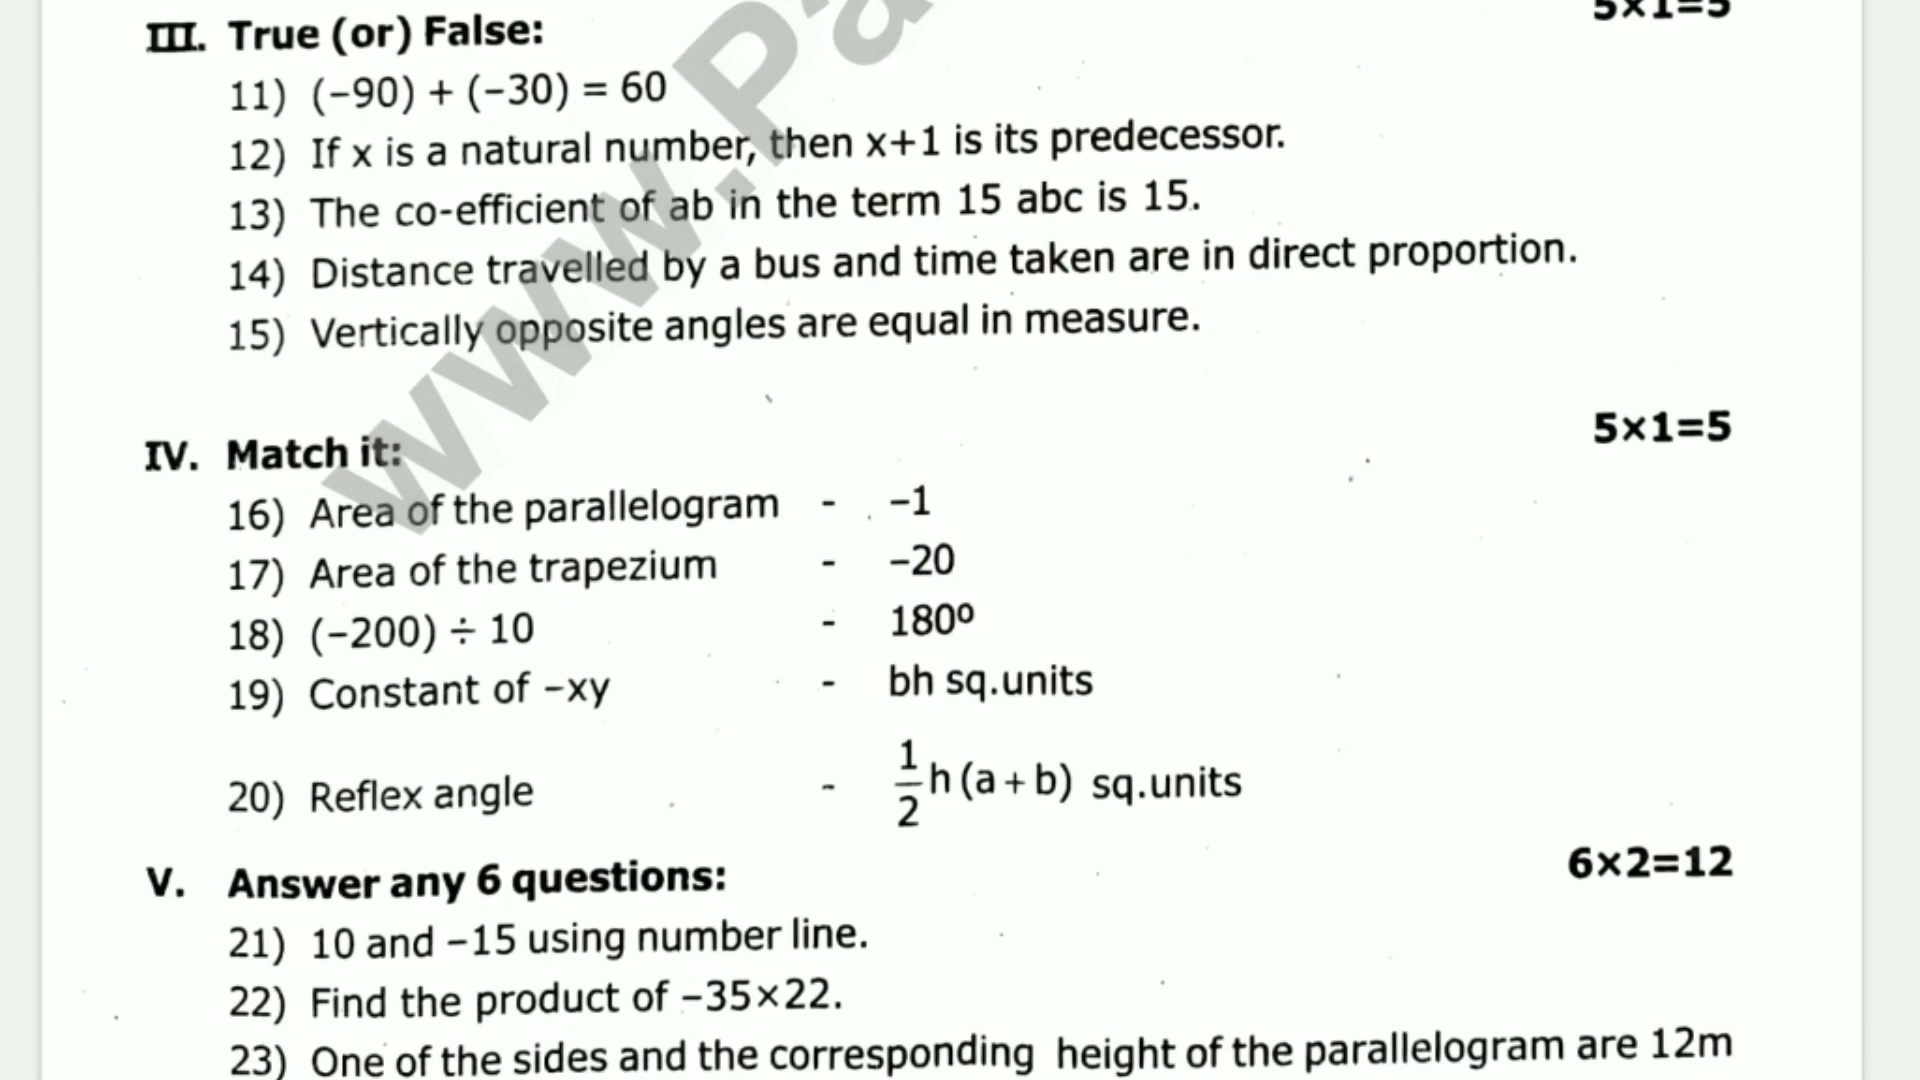 5×1=5
III. True (or) False:
11) (−90) + (−30) = 60
12) If x is a natural number, then x+1 is its predecessor.
13) The co-efficient of ab in the term 15 abc is 15.
14) Distance travelled by a bus and time taken are in direct proportion.
15) Vertically opposite angles are equal in measure.
IV. Match it: 5×1=5
16) Area of the parallelogram - −1
17) Area of the trapezium - −20
18) (−200) ÷ 10 - 180º
19) Constant of −xy - bh sq.units
20) Reflex angle - 1/2 h (a + b) sq.units
V. Answer any 6 questions: 6×2=12
21) 10 and −15 using number line.
22) Find the product of −35×22.
23) One of the sides and the corresponding height of the parallelogram are 12m
www.Pa